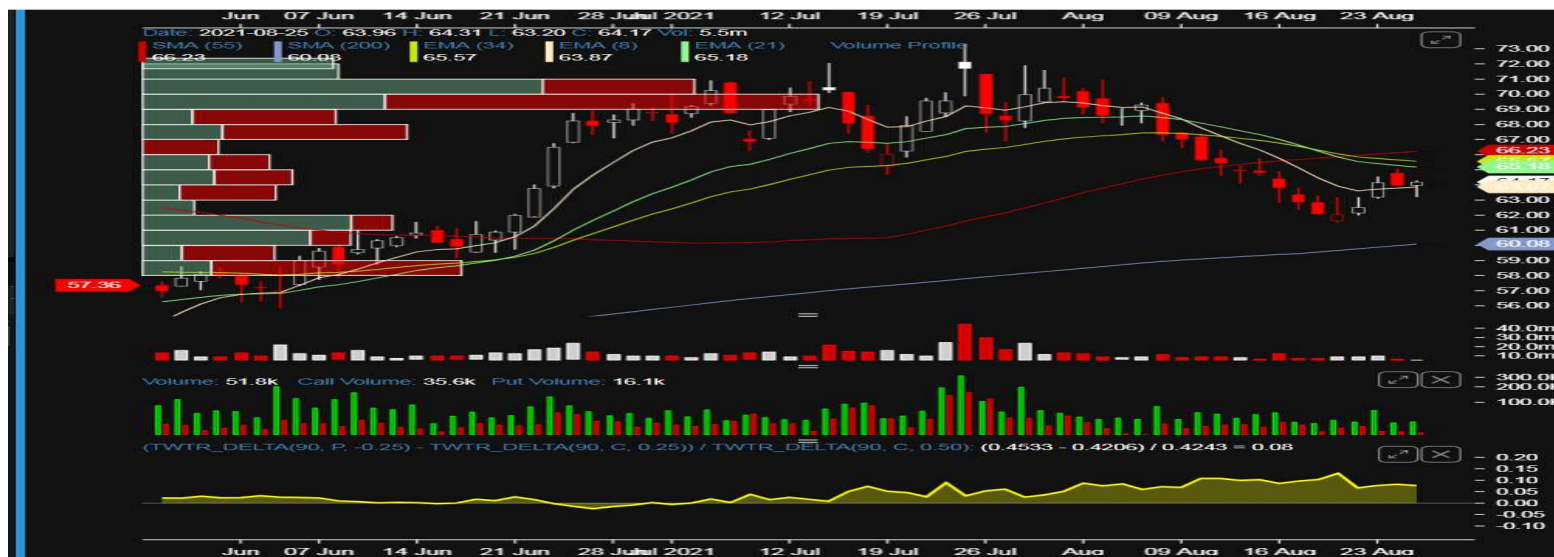 Jun 07 Jun 14 Jun 21 Jun 28 Jun Jul 2021 12 Jul 19 Jul 26 Jul Aug 09 Aug 16 Aug 23 Aug
Date: 2021-08-25 O: 63.96 H: 64.31 L: 63.20 C: 64.17 Vol: 5.5m
SMA (55) SMA (200) EMA (34) EMA (8) EMA (21) Volume Profile
66.23 60.08 65.57 63.87 65.18
73.00
72.00
71.00
70.00
69.00
68.00
67.00
66.23
65.18
64.17
63.00
62.00
61.00
60.08
59.00
58.00
57.36
57.00
56.00
40.0m
30.0m
20.0m
10.0m
Volume: 51.8k Call Volume: 35.6k Put Volume: 16.1k
300.0k
200.0k
100.0k
(TWTR_DELTA(90, P, -0.25) - TWTR_DELTA(90, C, 0.25)) / TWTR_DELTA(90, C, 0.50): (0.4533 - 0.4206) / 0.4243 = 0.08
0.20
0.15
0.10
0.05
0.00
-0.05
-0.10
Jun 07 Jun 14 Jun 21 Jun 28 Jun Jul 2021 12 Jul 19 Jul 26 Jul Aug 09 Aug 16 Aug 23 Aug